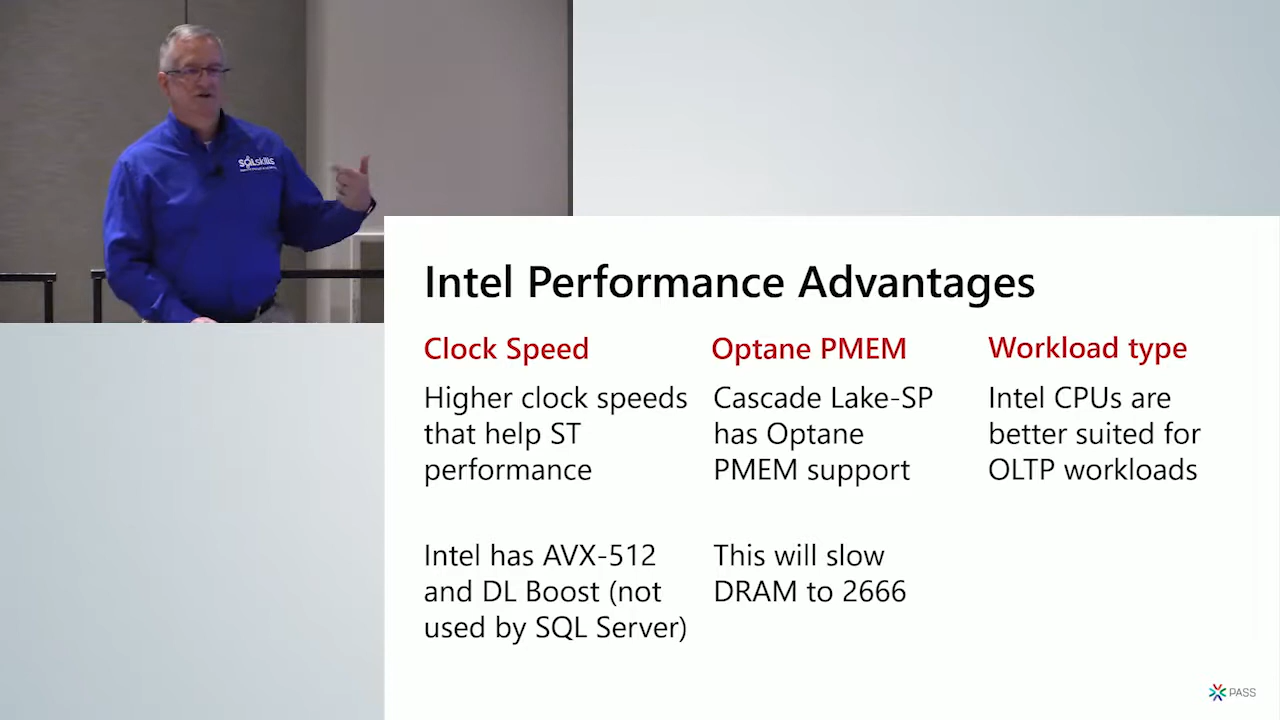 SQLskills
Intel Performance Advantages
Clock Speed
Higher clock speeds
that help ST
performance
Intel has AVX-512
and DL Boost (not
used by SQL Server)
Optane PMEM
Cascade Lake-SP
has Optane
PMEM support
This will slow
DRAM to 2666
Workload type
Intel CPUs are
better suited for
OLTP workloads
PASS